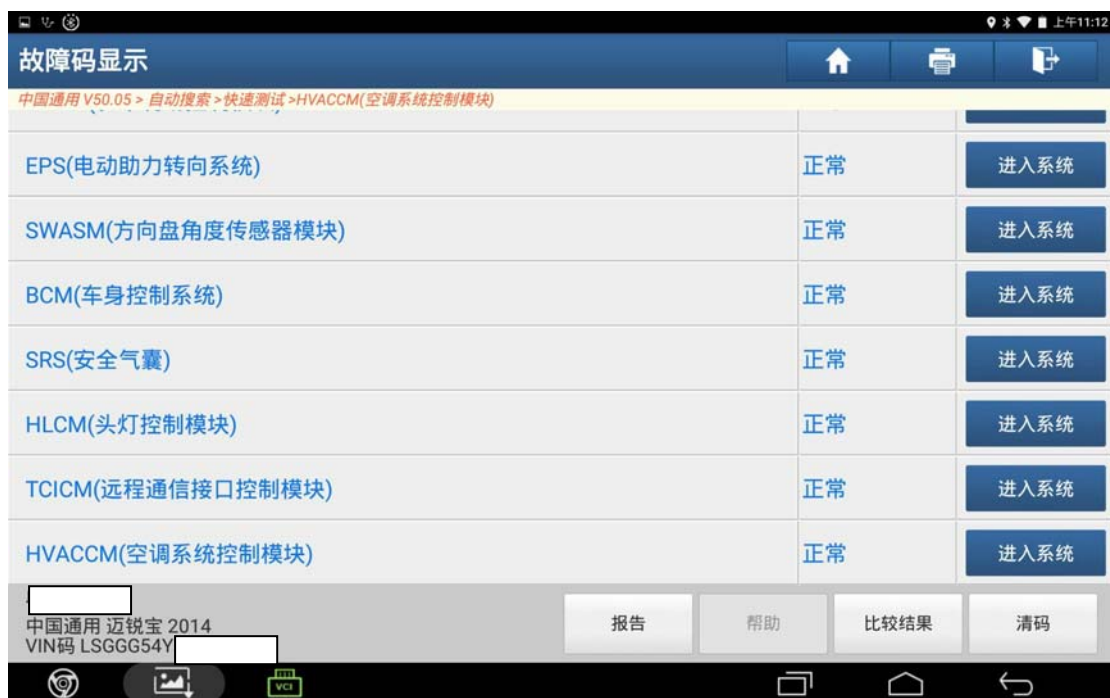 上午11:12
故障码显示
中国通用 V50.05 > 自动搜索 >快速测试 >HVACCM(空调系统控制模块)
EPS(电动助力转向系统) 正常 进入系统
SWASM(方向盘角度传感器模块) 正常 进入系统
BCM(车身控制系统) 正常 进入系统
SRS(安全气囊) 正常 进入系统
HLCM(头灯控制模块) 正常 进入系统
TCICM(远程通信接口控制模块) 正常 进入系统
HVACCM(空调系统控制模块) 正常 进入系统
中国通用 迈锐宝 2014
VIN码 LSGGG54Y
报告 帮助 比较结果 清码
VCI